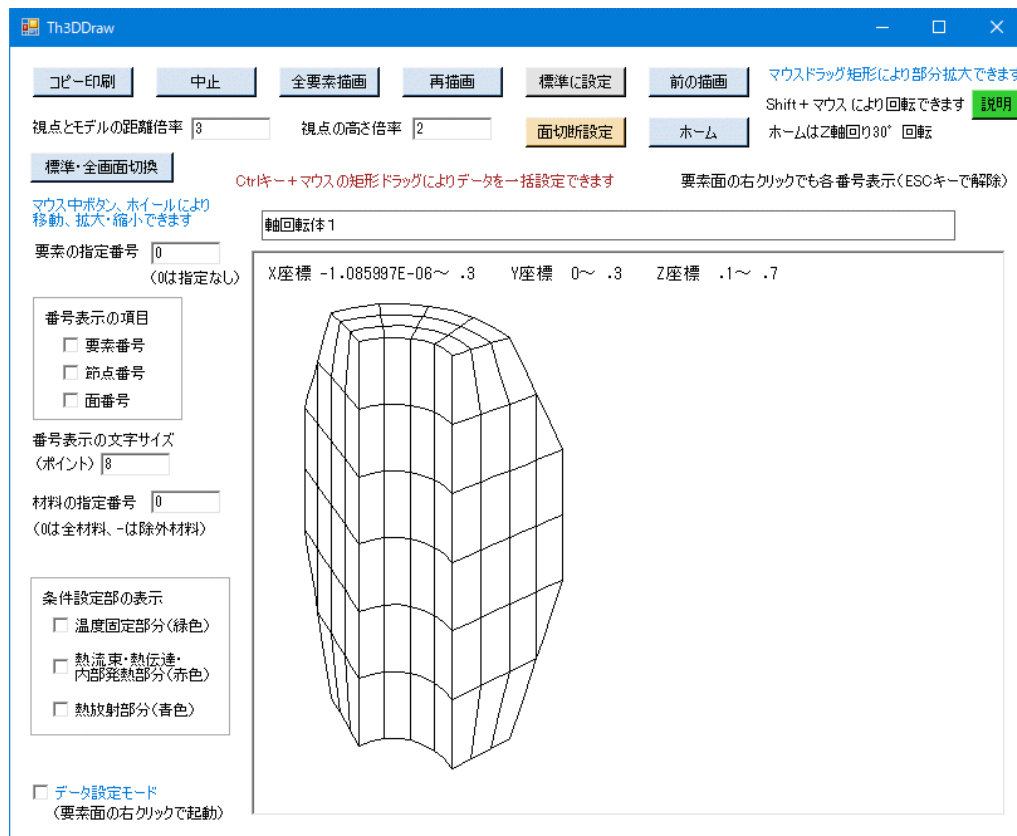 Th3DDraw
コピー印刷
中止
全要素描画
再描画
標準に設定
前の描画
マウスドラッグ矩形により部分拡大できます
Shift+マウスにより回転できます
説明
視点とモデルの距離倍率 3
視点の高さ倍率 2
面切断設定
ホーム
ホームはZ軸回り30°回転
標準・全画面切換
Ctrlキー+マウスの矩形ドラッグによりデータを一括設定できます
要素面の右クリックでも各番号表示(ESCキーで解除)
マウス中ボタン、ホイールにより
移動、拡大・縮小できます
軸回転体1
要素の指定番号 0
(0は指定なし)
X座標 -1.085997E-06~ .3 Y座標 0~ .3 Z座標 .1~ .7
番号表示の項目
要素番号
節点番号
面番号
番号表示の文字サイズ
(ポイント) 8
材料の指定番号 0
(0は全材料、-は除外材料)
条件設定部の表示
温度固定部分(緑色)
熱流束・熱伝達・
内部発熱部分(赤色)
熱放射部分(青色)
データ設定モード
(要素面の右クリックで起動)